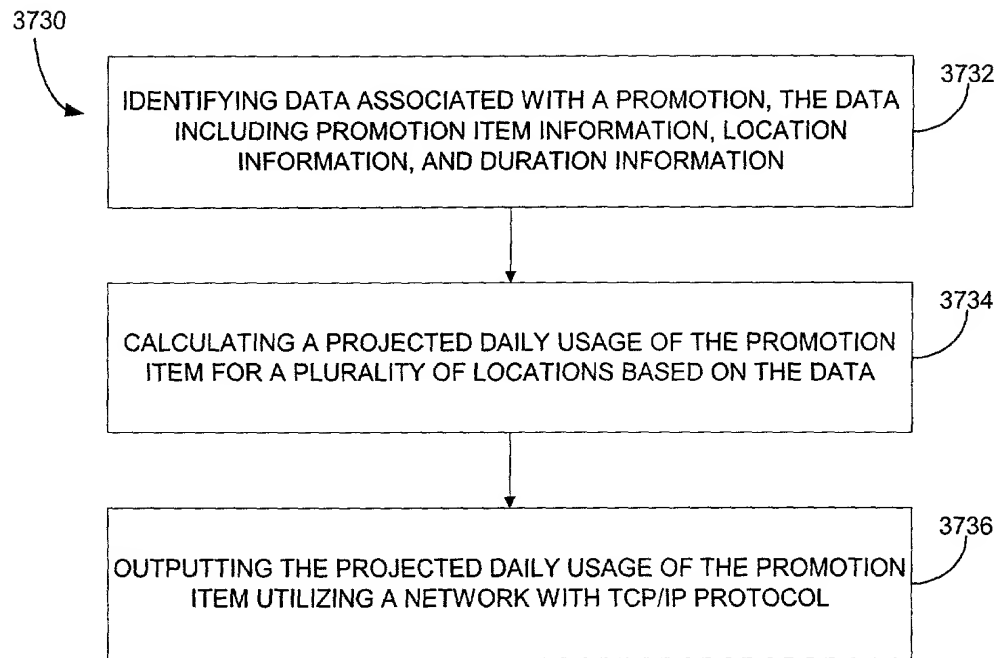 3730
3732
IDENTIFYING DATA ASSOCIATED WITH A PROMOTION, THE DATA
INCLUDING PROMOTION ITEM INFORMATION, LOCATION
INFORMATION, AND DURATION INFORMATION
3734
CALCULATING A PROJECTED DAILY USAGE OF THE PROMOTION
ITEM FOR A PLURALITY OF LOCATIONS BASED ON THE DATA
3736
OUTPUTTING THE PROJECTED DAILY USAGE OF THE PROMOTION
ITEM UTILIZING A NETWORK WITH TCP/IP PROTOCOL